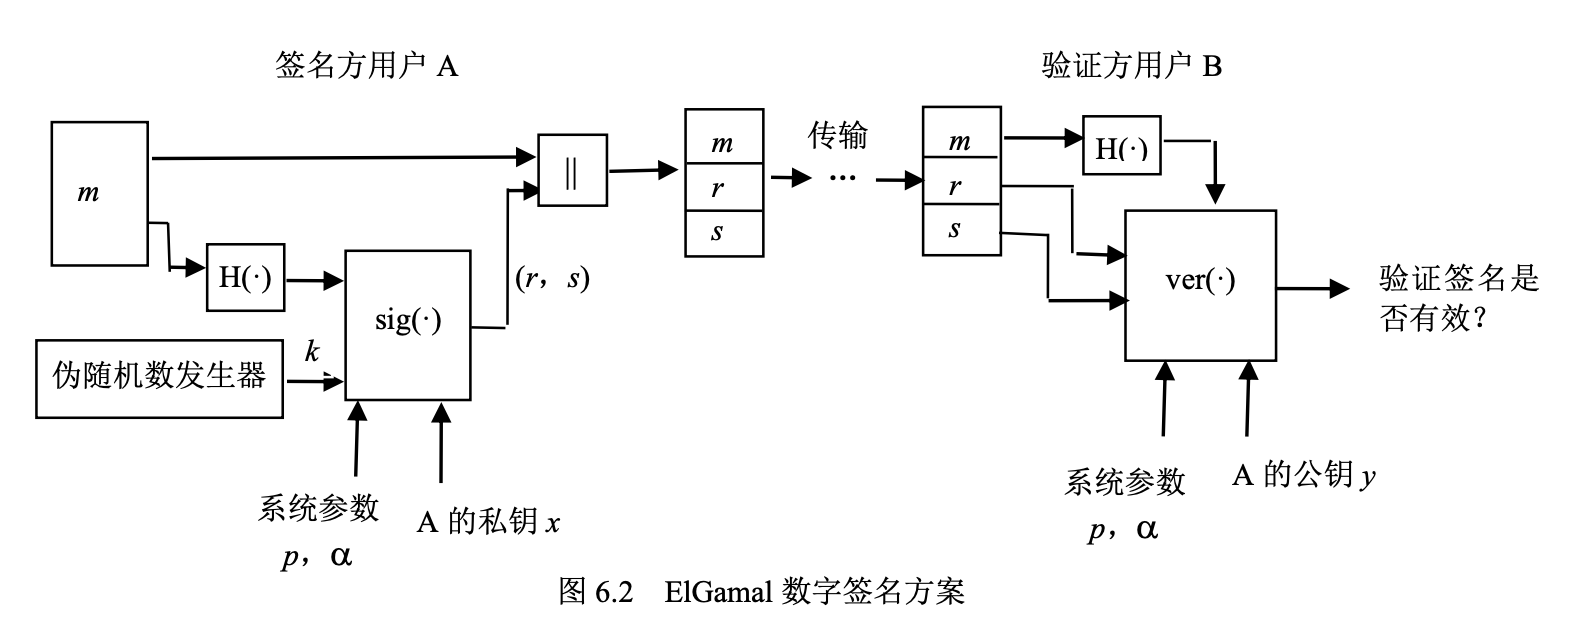 签名方用户 A
验证方用户 B
m
H(·)
伪随机数发生器
k
sig(·)
(r，s)
||
m
r
s
传输
···
m
r
s
H(·)
ver(·)
验证签名是
否有效？
系统参数
p，α
A 的私钥 x
系统参数
p，α
A 的公钥 y
图 6.2 ElGamal 数字签名方案